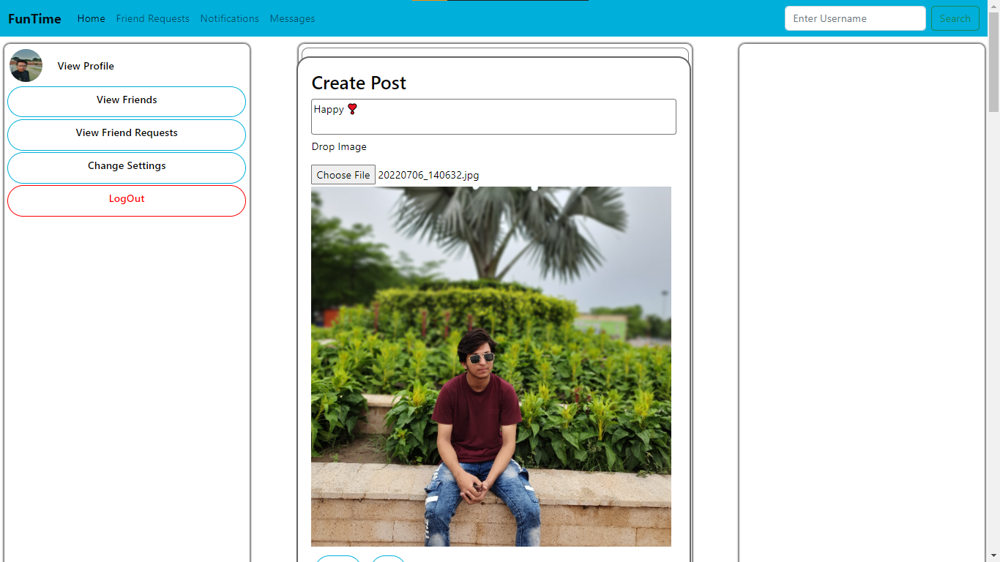 FunTime Home Friend Requests Notifications Messages Enter Username Search
View Profile
View Friends
View Friend Requests
Change Settings
LogOut
Create Post
Happy ❣
Drop Image
Choose File 20220706_140632.jpg